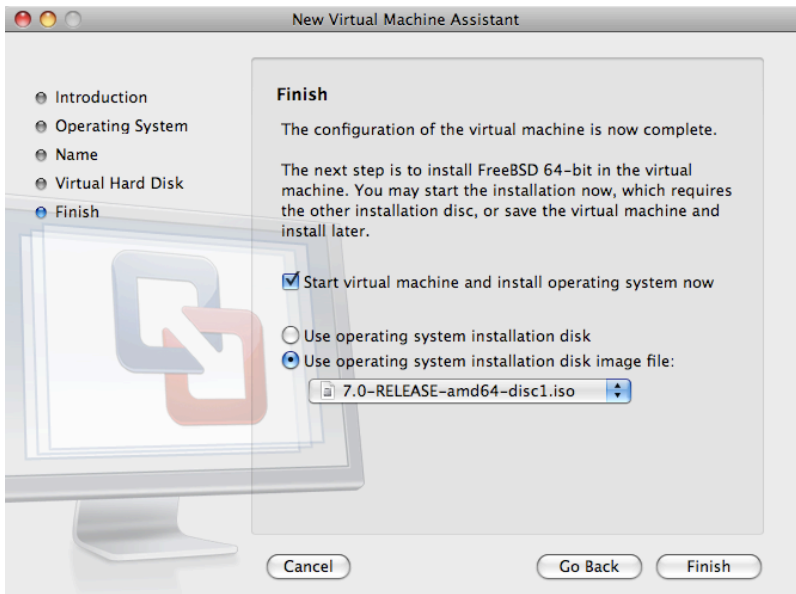 New Virtual Machine Assistant
Introduction
Operating System
Name
Virtual Hard Disk
Finish
Finish
The configuration of the virtual machine is now complete.
The next step is to install FreeBSD 64-bit in the virtual
machine. You may start the installation now, which requires
the other installation disc, or save the virtual machine and
install later.
Start virtual machine and install operating system now
Use operating system installation disk
Use operating system installation disk image file:
7.0-RELEASE-amd64-disc1.iso
Cancel
Go Back
Finish